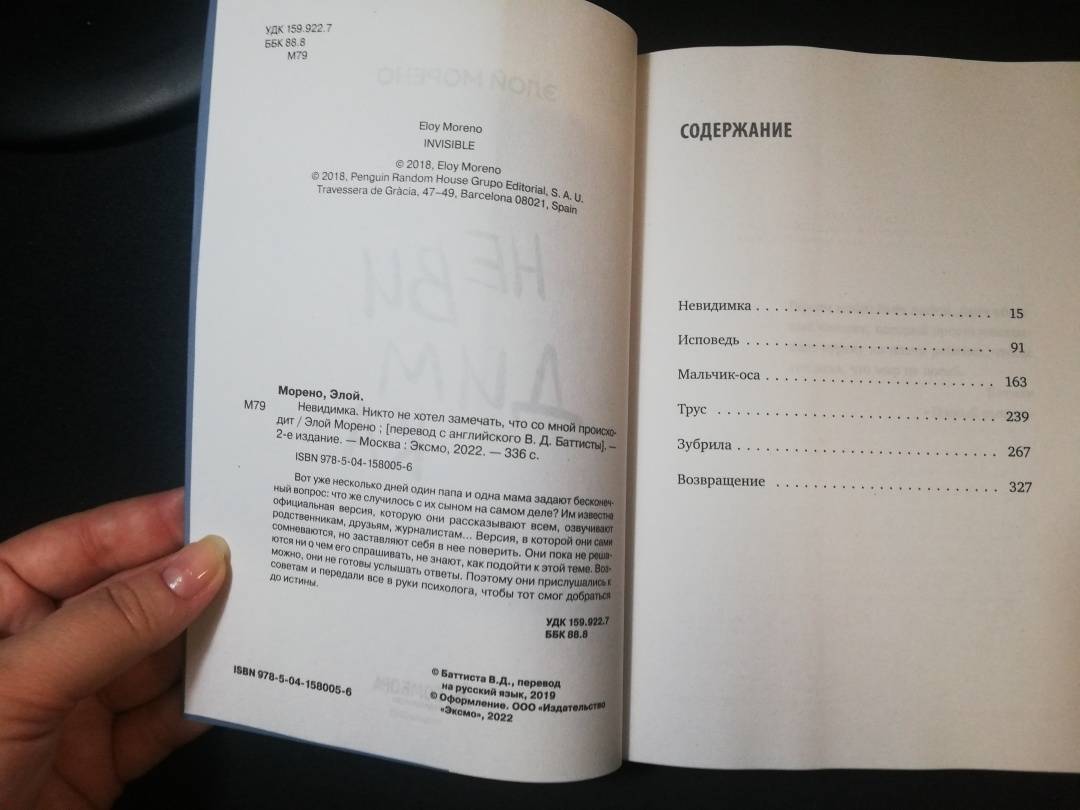 УДК 159.922.7
ББК 88.8
М79
Eloy Moreno
INVISIBLE
© 2018, Eloy Moreno
© 2018, Penguin Random House Grupo Editorial, S. A. U.
Travessera de Gràcia, 47–49, Barcelona 08021, Spain
Морено, Элой.
М79 Невидимка. Никто не хотел замечать, что со мной происхо-
дит / Элой Морено ; [перевод с английского В. Д. Баттисты]. —
2-е издание. — Москва : Эксмо, 2022. — 336 с.
ISBN 978-5-04-158005-6
Вот уже несколько дней один папа и одна мама задают бесконеч-
ный вопрос: что же случилось с их сыном на самом деле? Им известна
официальная версия, которую они рассказывают всем, озвучивают
родственникам, друзьям, журналистам... Версия, в которой они сами
сомневаются, но заставляют себя в нее поверить. Они пока не реша-
ются ни о чем его спрашивать, не знают, как подойти к этой теме. Воз-
можно, они не готовы услышать ответы. Поэтому они прислушались к
советам и передали все в руки психолога, чтобы тот смог добраться
до истины.
УДК 159.922.7
ББК 88.8
ISBN 978-5-04-158005-6
© Баттиста В.Д., перевод
на русский язык, 2019
© Оформление. ООО «Издательство
«Эксмо», 2022
СОДЕРЖАНИЕ
Невидимка . . . . . . . . . . . . . . . . . . . . . . . . . . 15
Исповедь . . . . . . . . . . . . . . . . . . . . . . . . . . . 91
Мальчик-оса . . . . . . . . . . . . . . . . . . . . . . . . . 163
Трус . . . . . . . . . . . . . . . . . . . . . . . . . . . . . . 239
Зубрила . . . . . . . . . . . . . . . . . . . . . . . . . . . . 267
Возвращение . . . . . . . . . . . . . . . . . . . . . . . . 327